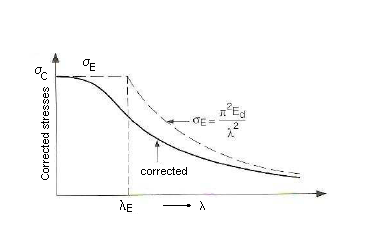 σE
σC
σE = π²Ed / λ²
Corrected stresses
corrected
λE
λ